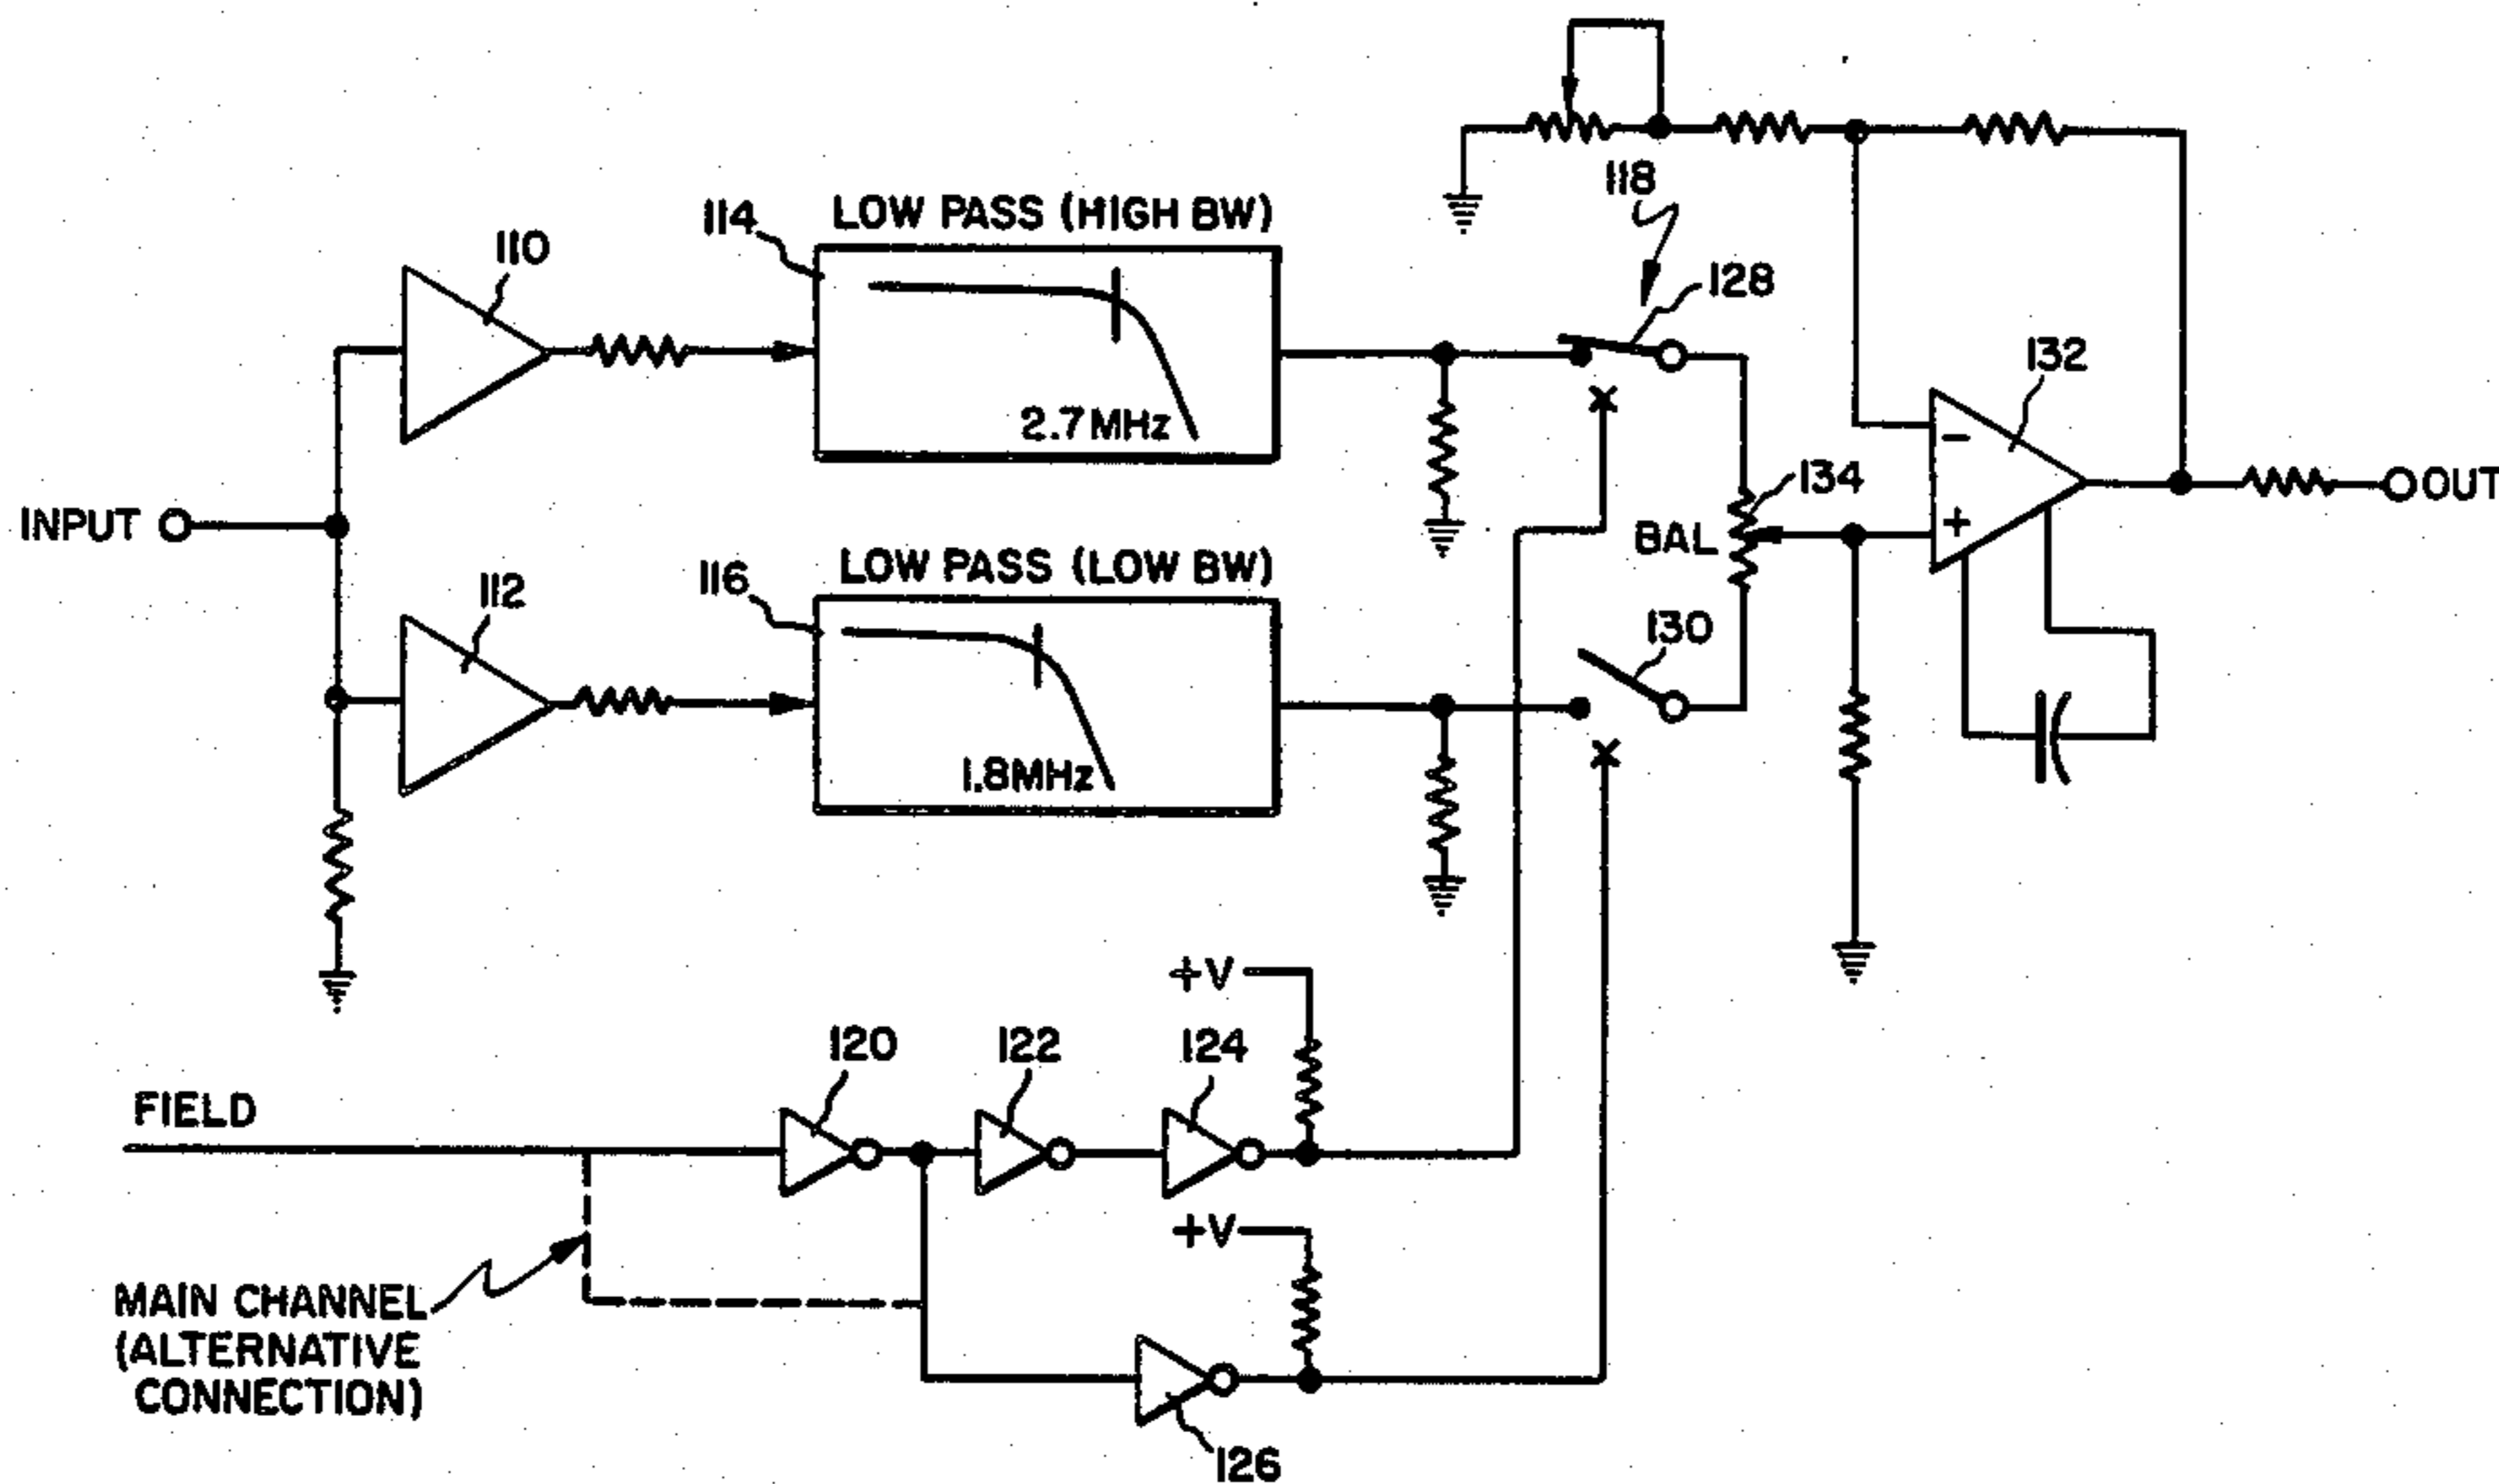 118
114
LOW PASS (HIGH BW)
110
128
2.7MHz
132
INPUT
134
BAL
+
-
OUT
116
LOW PASS (LOW BW)
112
130
1.8MHz
+V
120
122
124
FIELD
+V
MAIN CHANNEL
(ALTERNATIVE
CONNECTION)
126